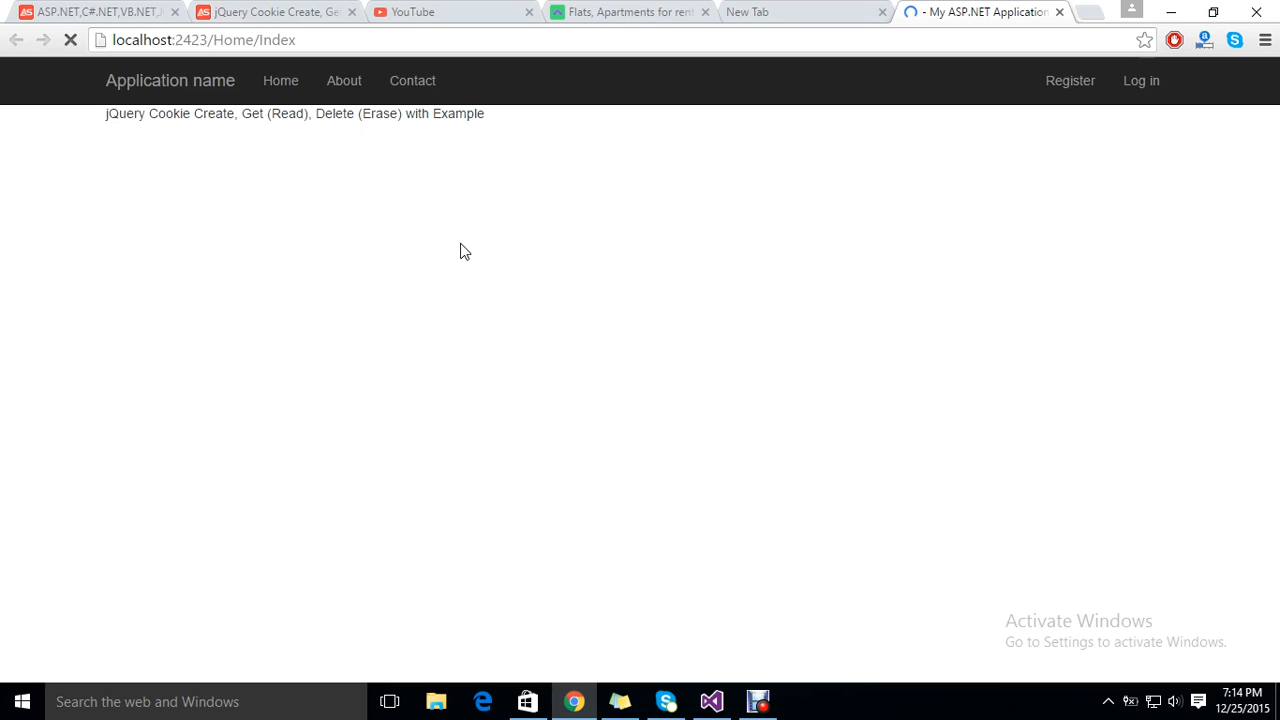 ASP.NET,C#.NET,VB.NET,J
jQuery Cookie Create, Ge
YouTube
Flats, Apartments for rent
New Tab
- My ASP.NET Application
localhost:2423/Home/Index
Application name
Home
About
Contact
Register
Log in
jQuery Cookie Create, Get (Read), Delete (Erase) with Example
Activate Windows
Go to Settings to activate Windows.
Search the web and Windows
7:14 PM
12/25/2015